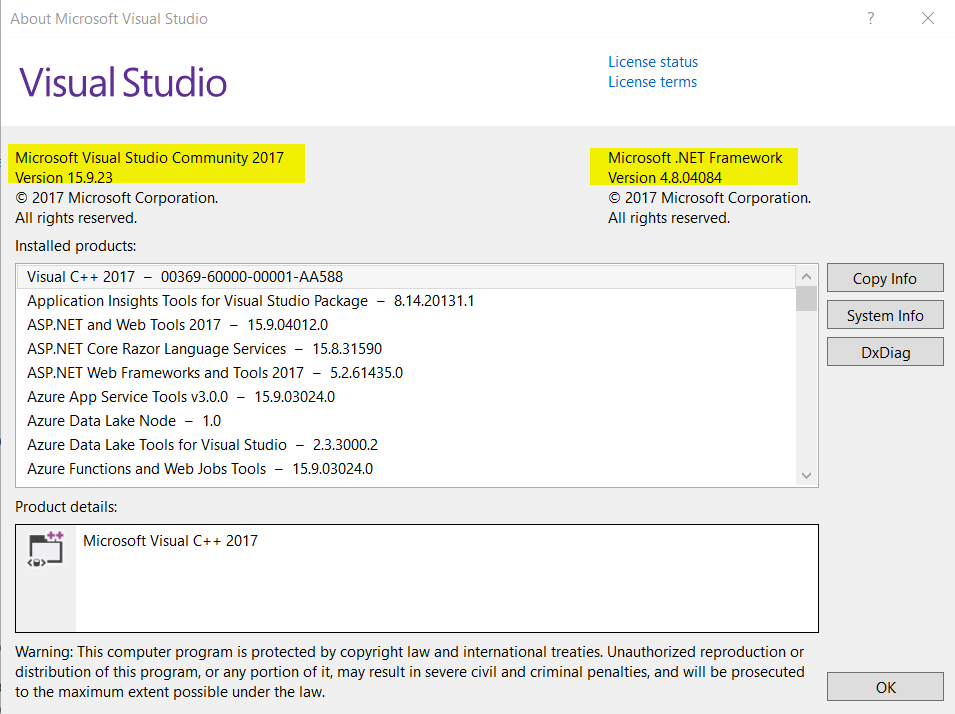 About Microsoft Visual Studio
?
Visual Studio
License status
License terms
Microsoft Visual Studio Community 2017
Version 15.9.23
© 2017 Microsoft Corporation.
All rights reserved.
Microsoft .NET Framework
Version 4.8.04084
© 2017 Microsoft Corporation.
All rights reserved.
Installed products:
Visual C++ 2017 – 00369-60000-00001-AA588
Application Insights Tools for Visual Studio Package – 8.14.20131.1
ASP.NET and Web Tools 2017 – 15.9.04012.0
ASP.NET Core Razor Language Services – 15.8.31590
ASP.NET Web Frameworks and Tools 2017 – 5.2.61435.0
Azure App Service Tools v3.0.0 – 15.9.03024.0
Azure Data Lake Node – 1.0
Azure Data Lake Tools for Visual Studio – 2.3.3000.2
Azure Functions and Web Jobs Tools – 15.9.03024.0
Copy Info
System Info
DxDiag
Product details:
Microsoft Visual C++ 2017
Warning: This computer program is protected by copyright law and international treaties. Unauthorized reproduction or
distribution of this program, or any portion of it, may result in severe civil and criminal penalties, and will be prosecuted
to the maximum extent possible under the law.
OK